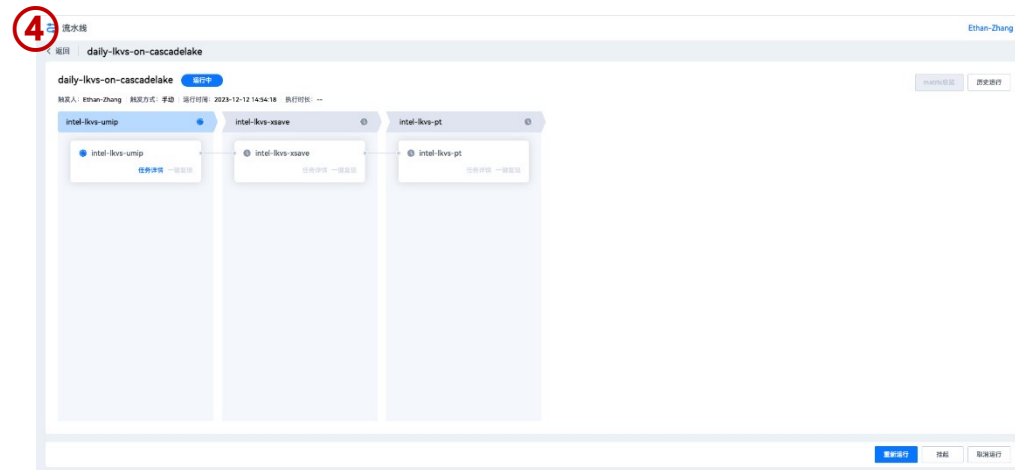 ④
流水线 Ethan-Zhang
返回 daily-lkvs-on-cascadelake
daily-lkvs-on-cascadelake 运行中 历史运行
触发人: Ethan-Zhang 触发方式: 手动 运行时间: 2023-12-12 14:54:18 执行时长: --
intel-lkvs-umip intel-lkvs-xsave intel-lkvs-pt
intel-lkvs-umip intel-lkvs-xsave intel-lkvs-pt
任务详情 一键复现 任务详情 一键复现 任务详情 一键复现
重新运行 挂起 取消运行